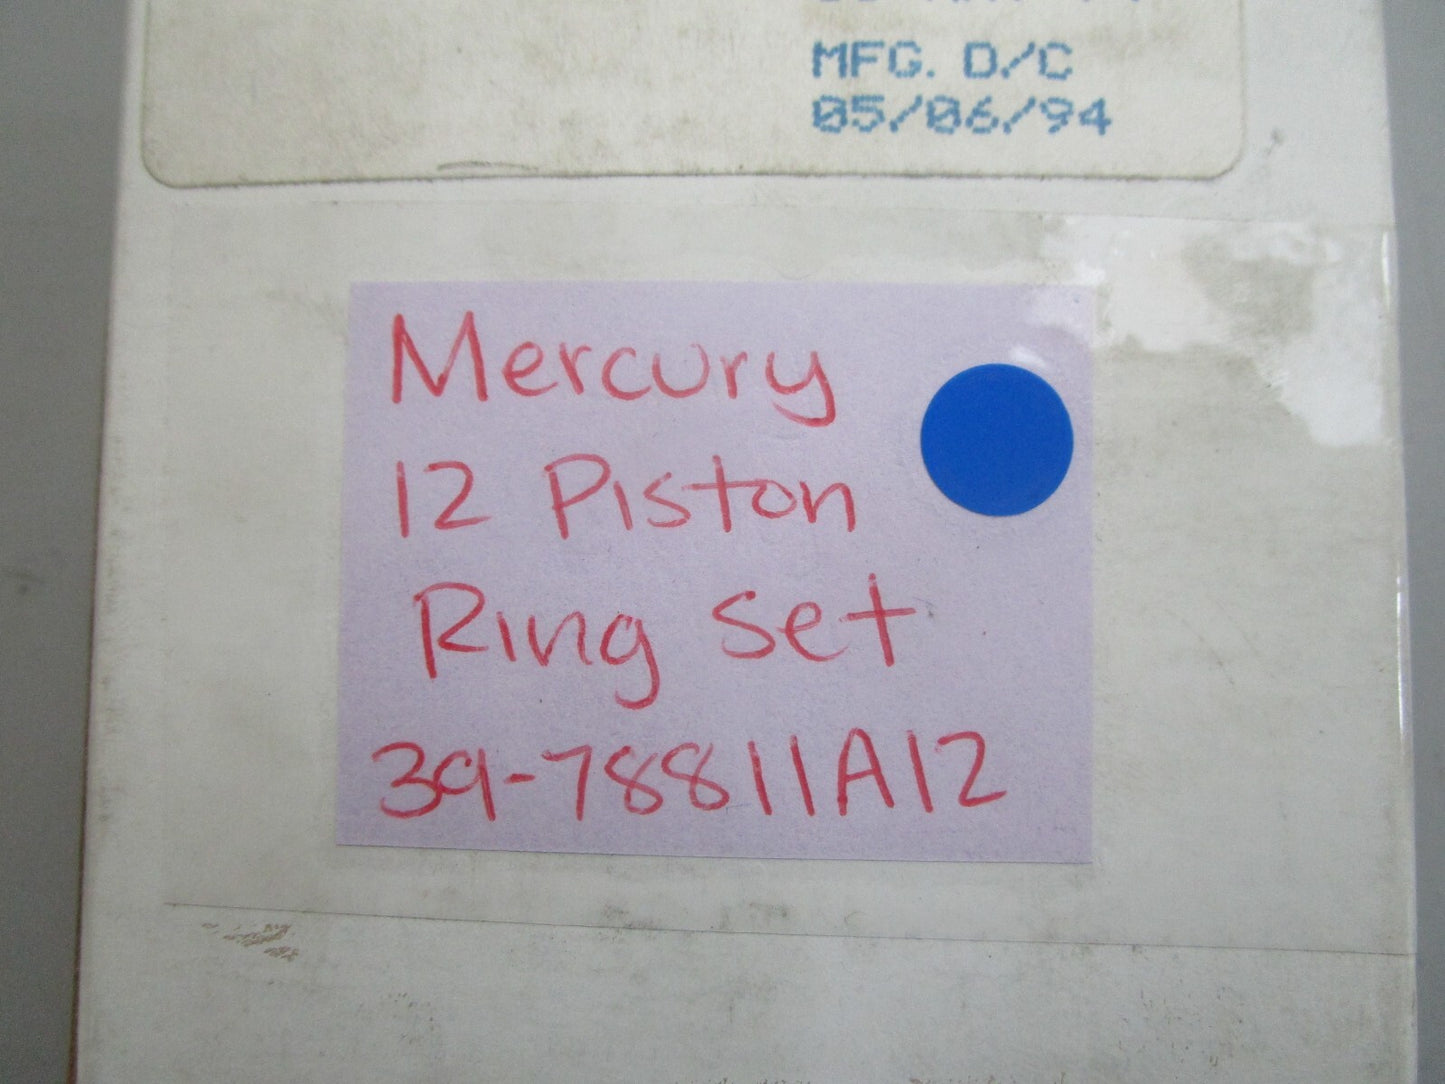 MFG. D/C
05/06/94
Mercury
12 Piston
Ring Set
39-78811A12